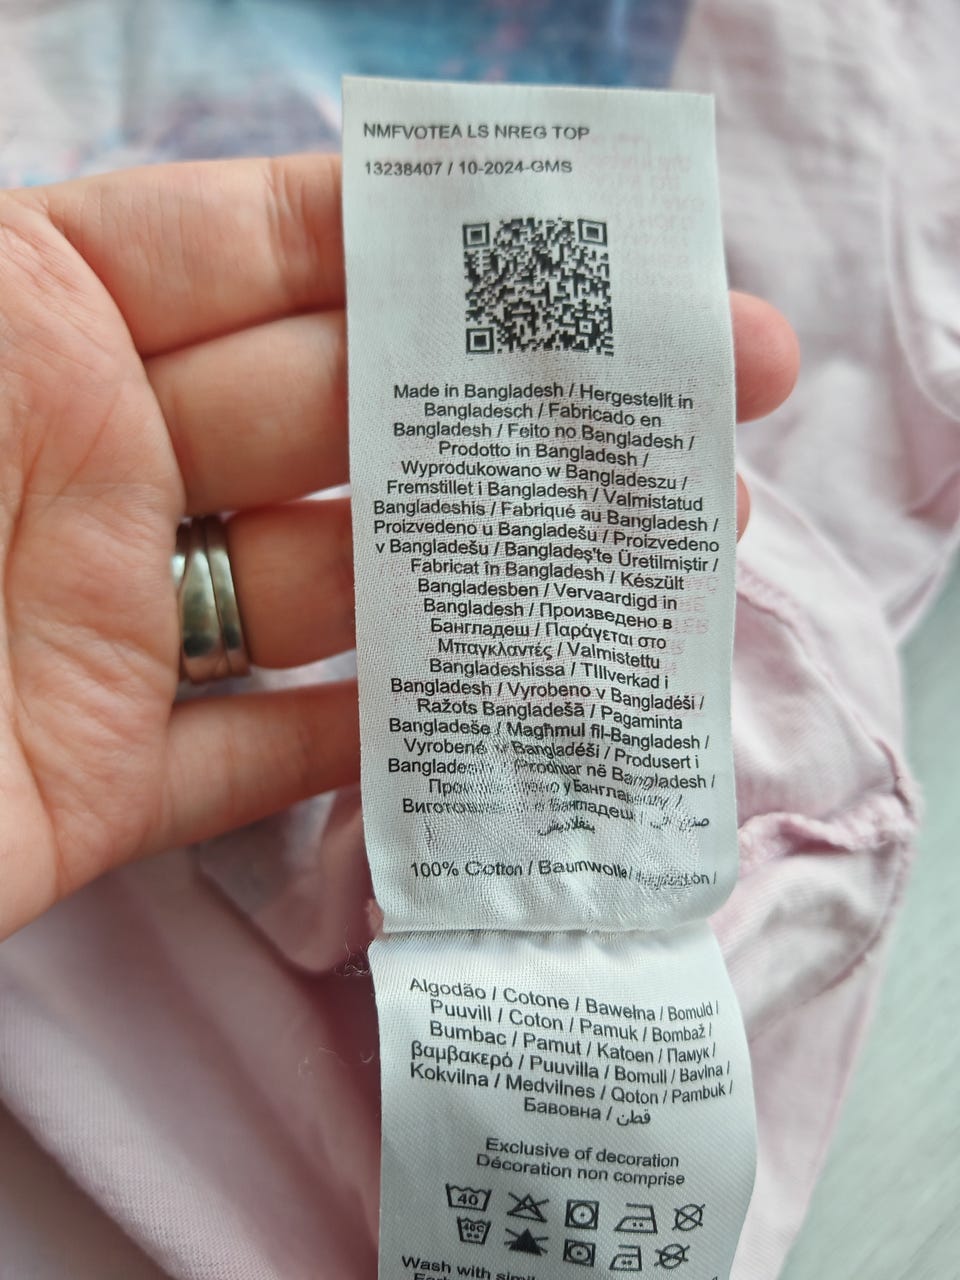 NMFVOTEA LS NREG TOP
13238407 / 10-2024-GMS
Made in Bangladesh / Hergestellt in
Bangladesch / Fabricado en
Bangladesh / Feito no Bangladesh /
Prodotto in Bangladesh /
Wyprodukowano w Bangladeszu /
Fremstillet i Bangladesh / Valmistatud
Bangladeshis / Fabriqué au Bangladesh /
Proizvedeno u Bangladešu / Proizvedeno
v Bangladešu / Bangladeş'te Üretilmiştir /
Fabricat în Bangladesh / Készült
Bangladesben / Vervaardigd in
Bangladesh / Произведено в
Бангладеш / Παράγεται στο
Μπαγκλαντές / Valmistettu
Bangladeshissa / TIllverkad i
Bangladesh / Vyrobeno v Bangladéši /
Ražots Bangladešā / Pagaminta
Bangladeše / Magħmul fil-Bangladesh /
Vyrobené v Bangladéši / Produsert i
Prodhuar në Bangladesh /
у
Бангладеш /
بنغلاديش
100% Cotton / Baumwolle/
Algodão / Cotone / Bawełna / Bomuld /
Puuvill / Coton / Pamuk / Bombaž /
Bumbac / Pamut / Katoen / Памук /
βαμβακερό / Puuvilla / Bomull / Bavlna /
Kokvilna / Medvilnes / Qoton / Pambuk /
Бавовна / قطن
Exclusive of decoration
Décoration non comprise
40
40C
Wash with